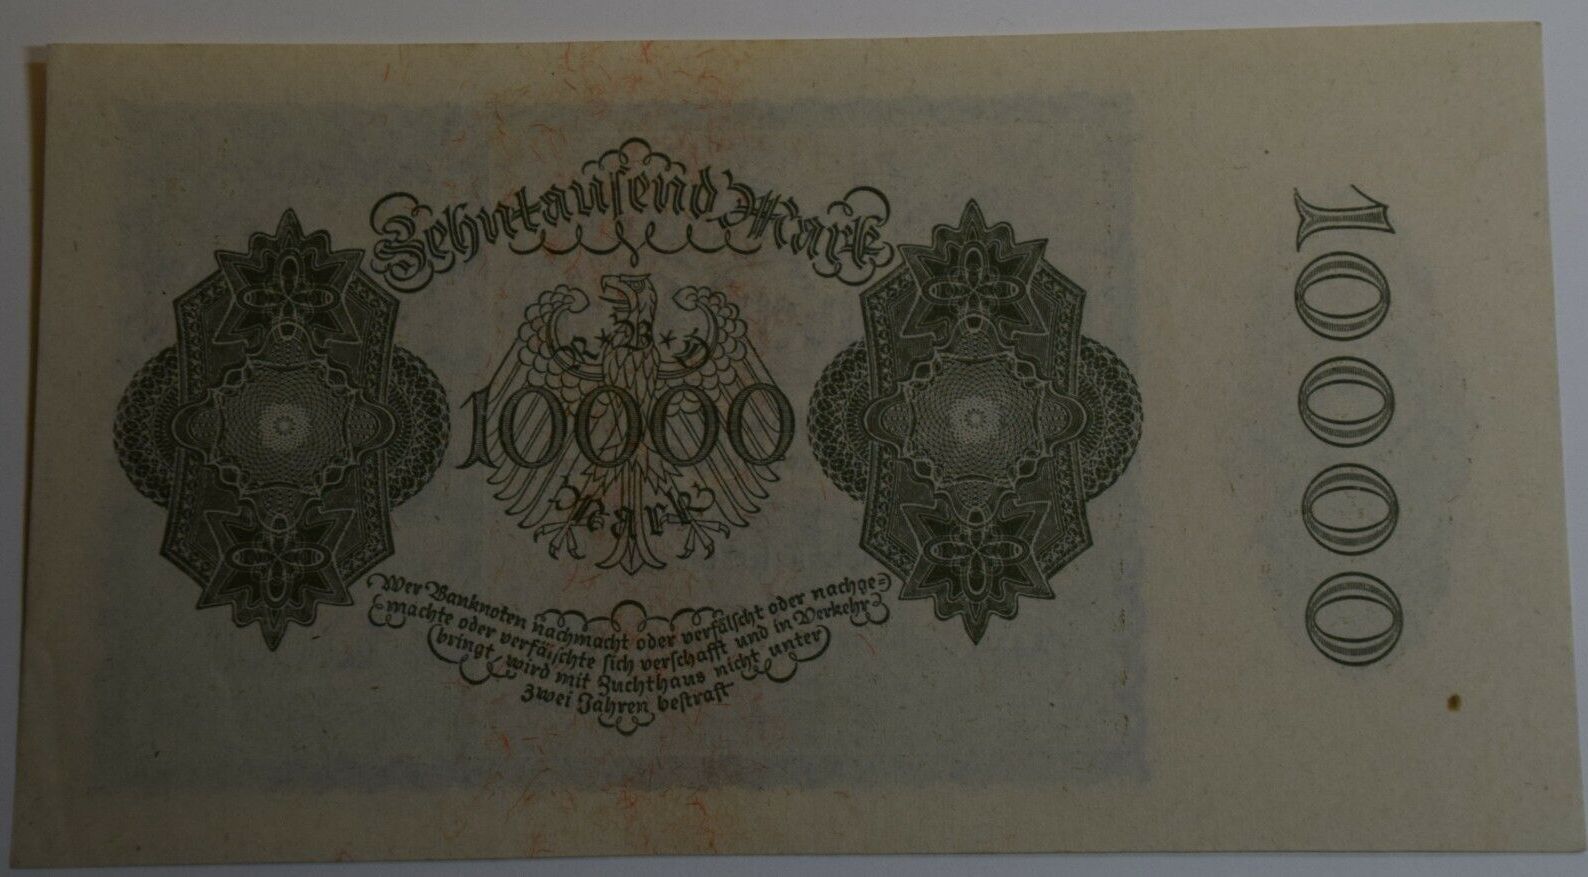 Zehntausend Mark
R * B * D
10000
Mark
Wer Banknoten nachmacht oder verfälscht oder nachge=
machte oder verfälschte sich verschafft und in Verkehr
bringt, wird mit Zuchthaus nicht unter
zwei Jahren bestraft
10000